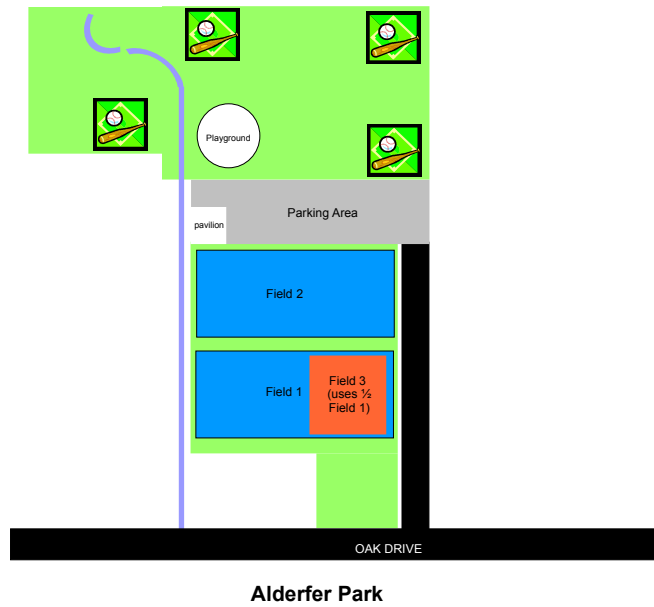 Playground
Parking Area
pavilion
Field 2
Field 1
Field 3
(uses ½
Field 1)
OAK DRIVE
Alderfer Park